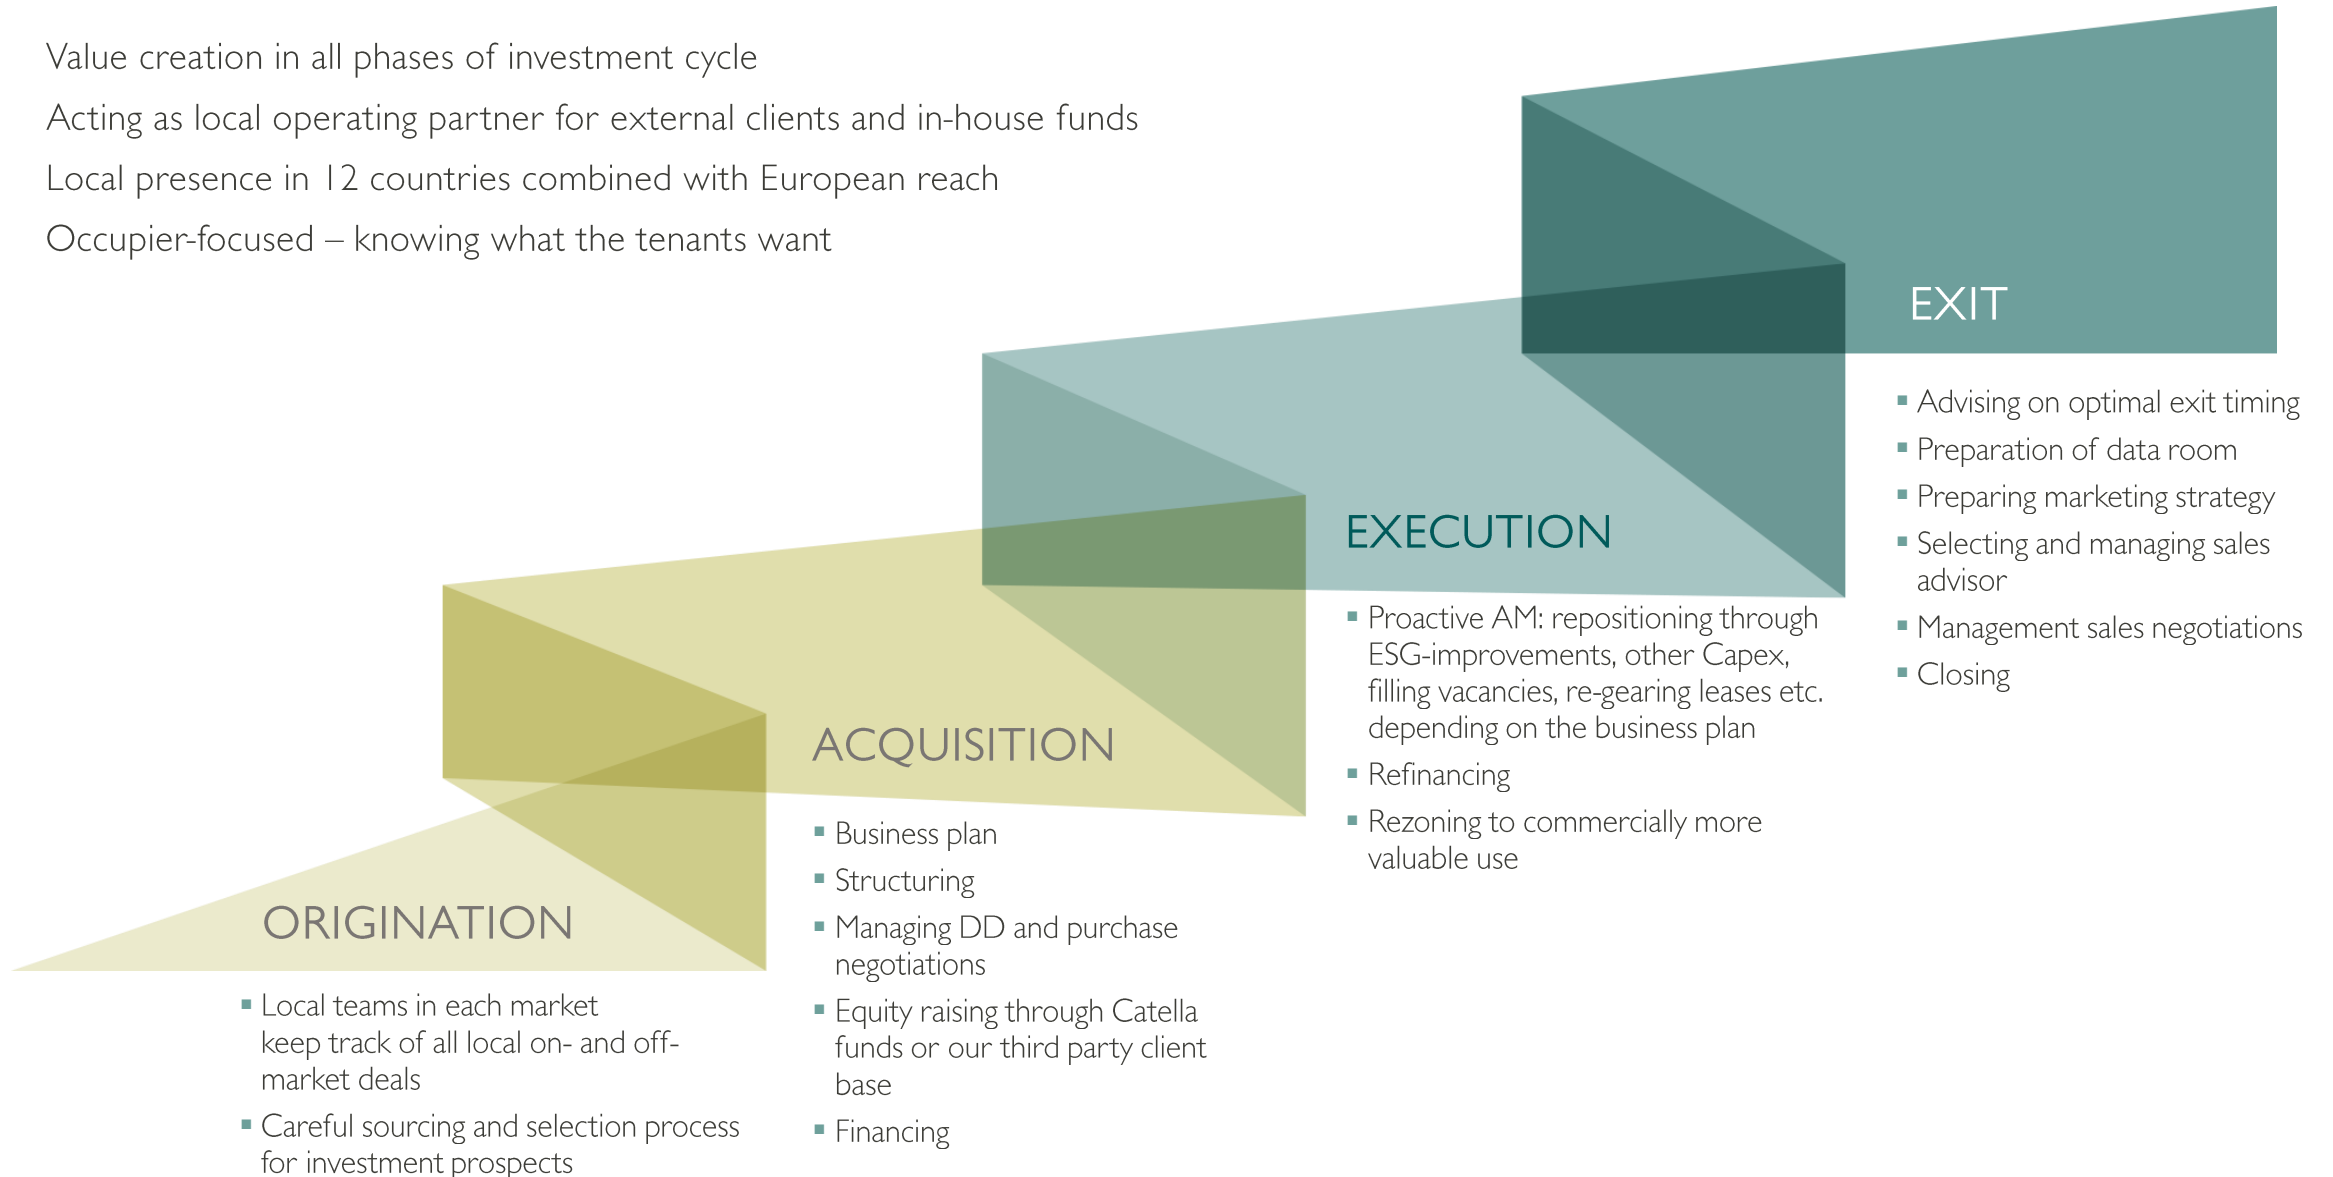 Value creation in all phases of investment cycle
Acting as local operating partner for external clients and in-house funds
Local presence in 12 countries combined with European reach
Occupier-focused – knowing what the tenants want
ORIGINATION
▪ Local teams in each market
keep track of all local on- and off-
market deals
▪ Careful sourcing and selection process
for investment prospects
ACQUISITION
▪ Business plan
▪ Structuring
▪ Managing DD and purchase
negotiations
▪ Equity raising through Catella
funds or our third party client
base
▪ Financing
EXECUTION
▪ Proactive AM: repositioning through
ESG-improvements, other Capex,
filling vacancies, re-gearing leases etc.
depending on the business plan
▪ Refinancing
▪ Rezoning to commercially more
valuable use
EXIT
▪ Advising on optimal exit timing
▪ Preparation of data room
▪ Preparing marketing strategy
▪ Selecting and managing sales
advisor
▪ Management sales negotiations
▪ Closing